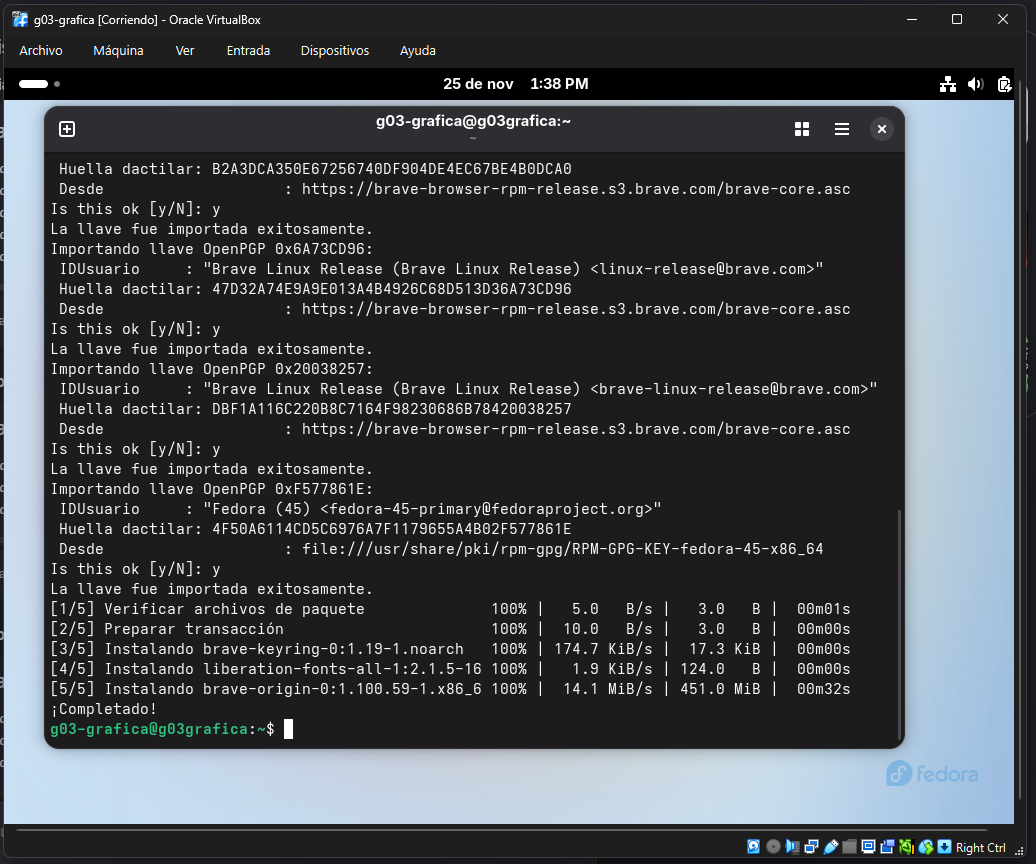 g03-grafica [Corriendo] - Oracle VirtualBox
Archivo Máquina Ver Entrada Dispositivos Ayuda
25 de nov 1:38 PM
g03-grafica@g03grafica:~
~
Huella dactilar: B2A3DCA350E67256740DF904DE4EC67BE4B0DCA0
Desde : https://brave-browser-rpm-release.s3.brave.com/brave-core.asc
Is this ok [y/N]: y
La llave fue importada exitosamente.
Importando llave OpenPGP 0x6A73CD96:
IDUsuario : "Brave Linux Release (Brave Linux Release) <linux-release@brave.com>"
Huella dactilar: 47D32A74E9A9E013A4B4926C68D513D36A73CD96
Desde : https://brave-browser-rpm-release.s3.brave.com/brave-core.asc
Is this ok [y/N]: y
La llave fue importada exitosamente.
Importando llave OpenPGP 0x20038257:
IDUsuario : "Brave Linux Release (Brave Linux Release) <brave-linux-release@brave.com>"
Huella dactilar: DBF1A116C220B8C7164F98230686B78420038257
Desde : https://brave-browser-rpm-release.s3.brave.com/brave-core.asc
Is this ok [y/N]: y
La llave fue importada exitosamente.
Importando llave OpenPGP 0xF577861E:
IDUsuario : "Fedora (45) <fedora-45-primary@fedoraproject.org>"
Huella dactilar: 4F50A6114CD5C6976A7F1179655A4B02F577861E
Desde : file:///usr/share/pki/rpm-gpg/RPM-GPG-KEY-fedora-45-x86_64
Is this ok [y/N]: y
La llave fue importada exitosamente.
[1/5] Verificar archivos de paquete 100% | 5.0 B/s | 3.0 B | 00m01s
[2/5] Preparar transacción 100% | 10.0 B/s | 3.0 B | 00m00s
[3/5] Instalando brave-keyring-0:1.19-1.noarch 100% | 174.7 KiB/s | 17.3 KiB | 00m00s
[4/5] Instalando liberation-fonts-all-1:2.1.5-16 100% | 1.9 KiB/s | 124.0 B | 00m00s
[5/5] Instalando brave-origin-0:1.100.59-1.x86_6 100% | 14.1 MiB/s | 451.0 MiB | 00m32s
¡Completado!
g03-grafica@g03grafica:~$
fedora
Right Ctrl